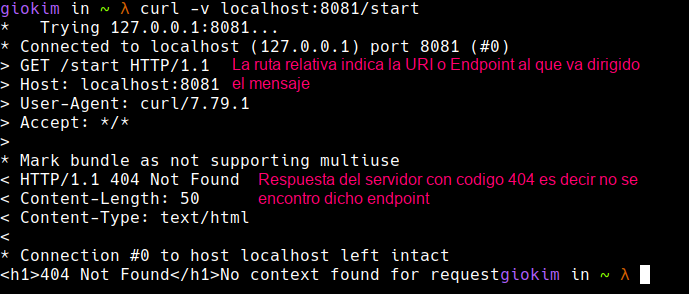 giokim in ~ λ curl -v localhost:8081/start
*   Trying 127.0.0.1:8081...
* Connected to localhost (127.0.0.1) port 8081 (#0)
> GET /start HTTP/1.1 La ruta relativa indica la URI o Endpoint al que va dirigido
> Host: localhost:8081 el mensaje
> User-Agent: curl/7.79.1
> Accept: */*
>
* Mark bundle as not supporting multiuse
< HTTP/1.1 404 Not Found Respuesta del servidor con codigo 404 es decir no se
< Content-Length: 50 encontro dicho endpoint
< Content-Type: text/html
<
* Connection #0 to host localhost left intact
<h1>404 Not Found</h1>No context found for requestgiokim in ~ λ